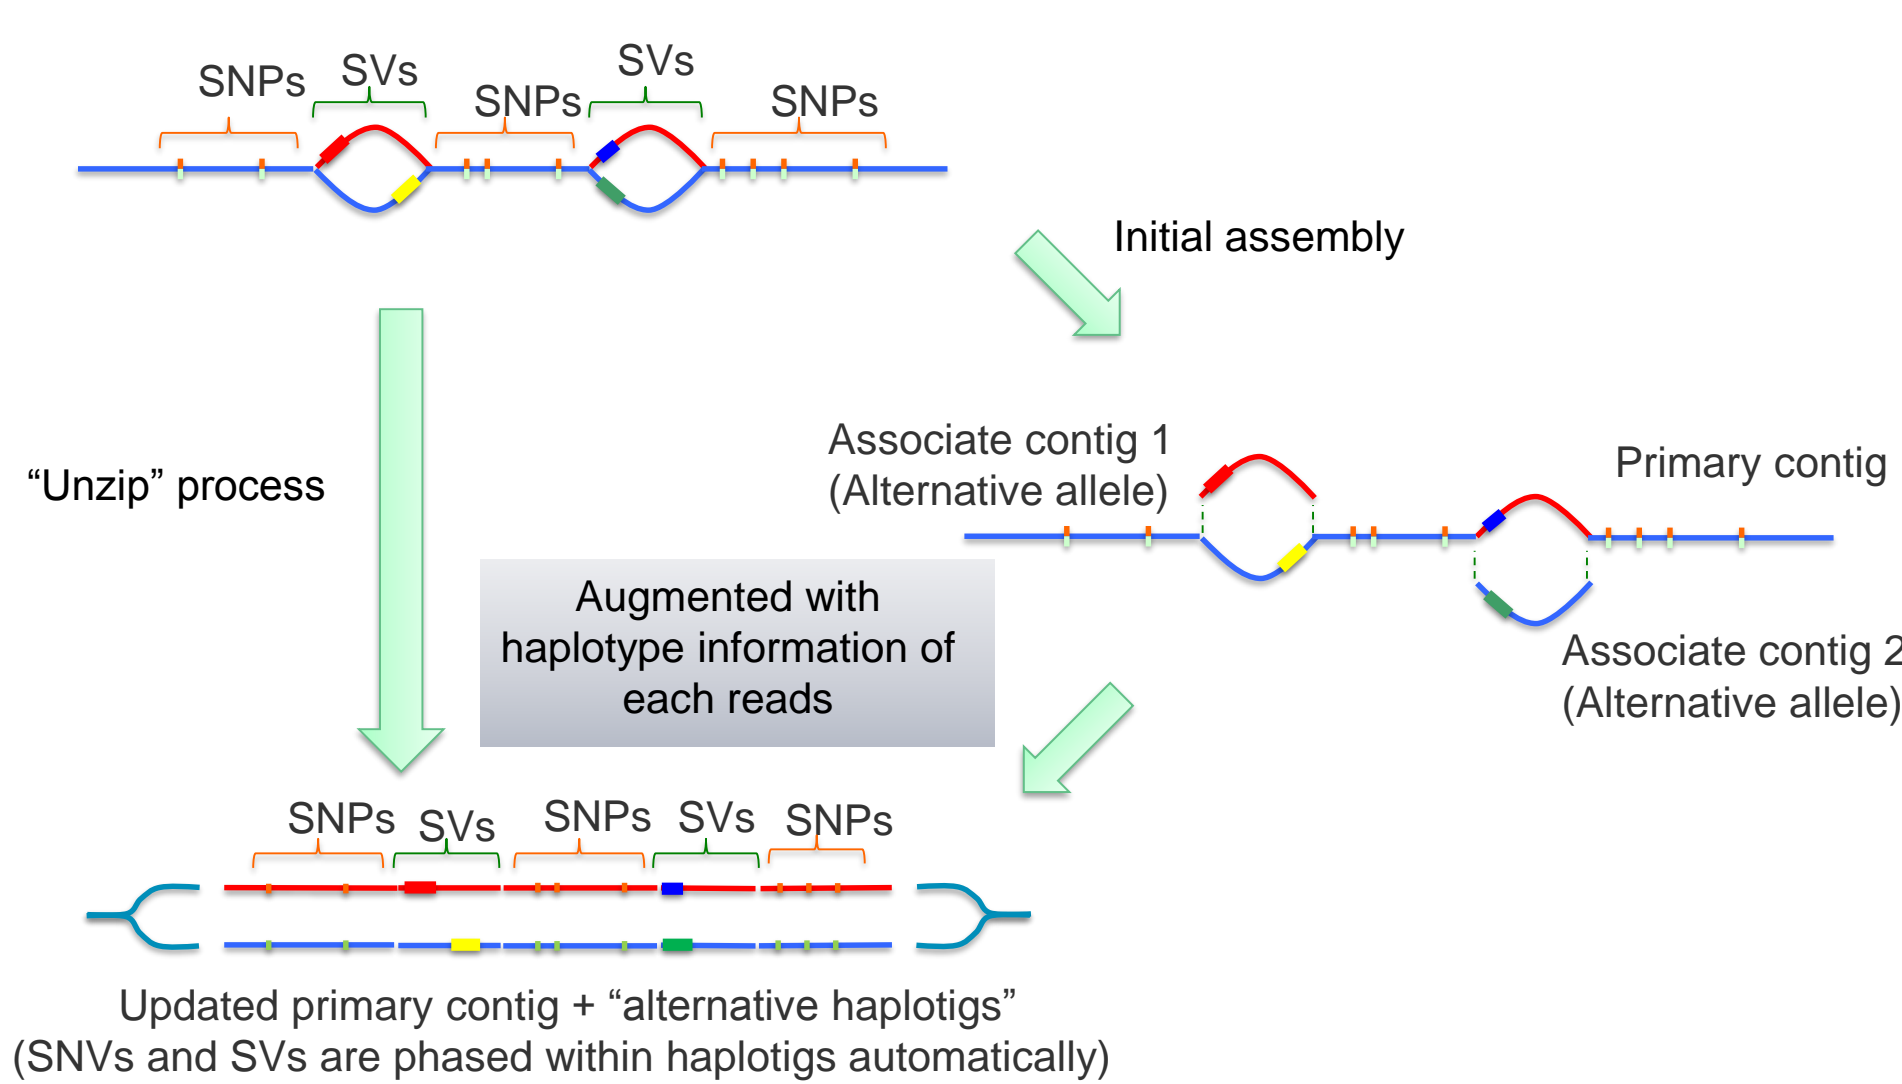 SNPs
SVs
SNPs
SVs
SNPs
Initial assembly
Associate contig 1
(Alternative allele)
Primary contig
“Unzip” process
Augmented with
haplotype information of
each reads
Associate contig 2
(Alternative allele)
SNPs
SVs
SNPs
SVs
SNPs
Updated primary contig + “alternative haplotigs”
(SNVs and SVs are phased within haplotigs automatically)